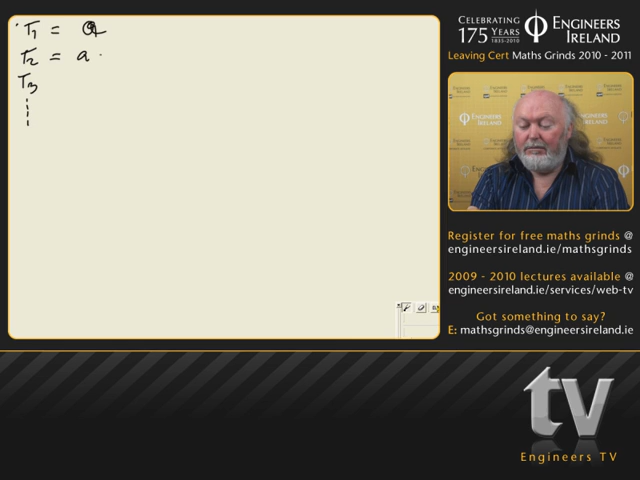 T₁ = a
T₂ = a
T₃
CELEBRATING
175 YEARS
1835-2010
ENGINEERS
IRELAND
Leaving Cert Maths Grinds 2010 - 2011
Register for free maths grinds @
engineersireland.ie/mathsgrinds
2009 - 2010 lectures available @
engineersireland.ie/services/web-tv
Got something to say?
E: mathsgrinds@engineersireland.ie
tv
Engineers TV